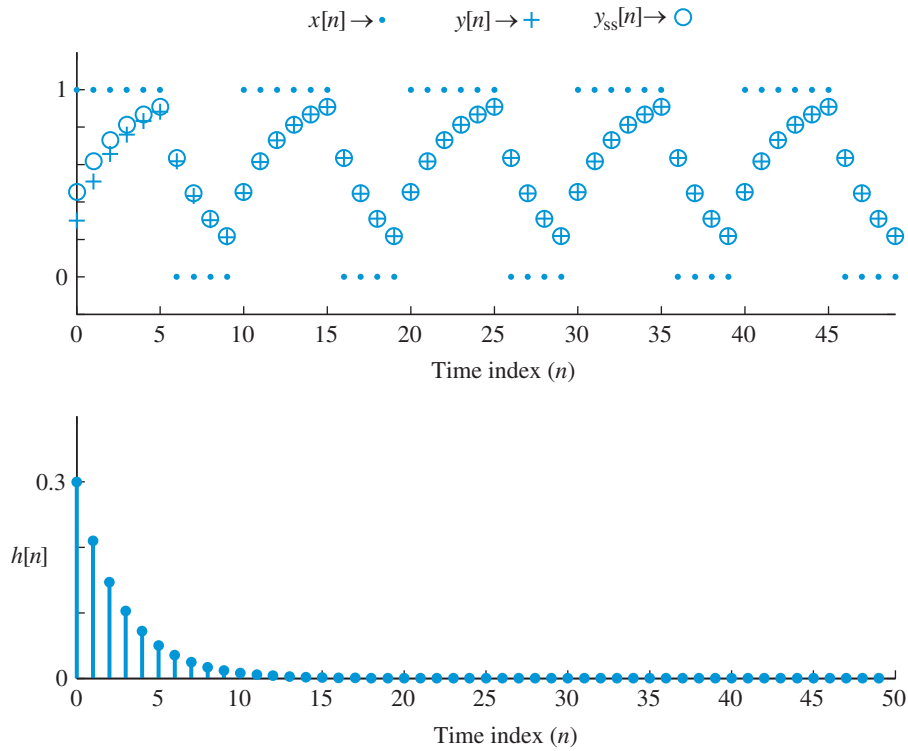 x[n]→• y[n]→+ y_ss[n]→○
1
0
0 5 10 15 20 25 30 35 40 45
Time index (n)
0.3
h[n]
0
0 5 10 15 20 25 30 35 40 45 50
Time index (n)